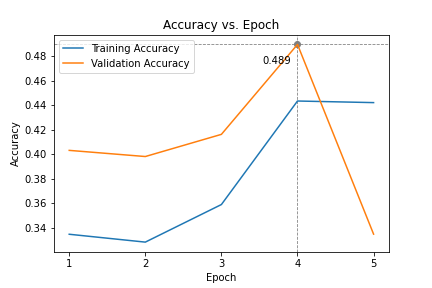 Accuracy vs. Epoch
Training Accuracy
Validation Accuracy
0.489
0.48
0.46
0.44
0.42
0.40
0.38
0.36
0.34
Accuracy
1 2 3 4 5
Epoch